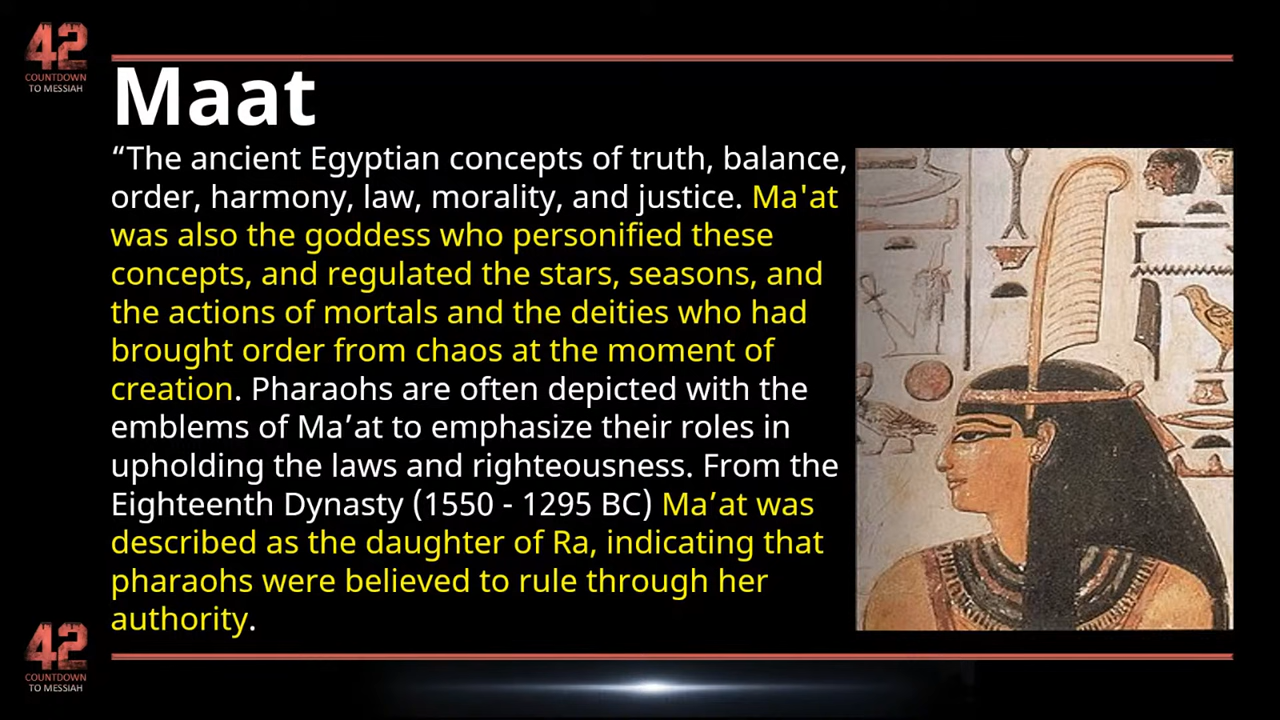 42
COUNTDOWN
TO MESSIAH
Maat
“The ancient Egyptian concepts of truth, balance,
order, harmony, law, morality, and justice. Ma'at
was also the goddess who personified these
concepts, and regulated the stars, seasons, and
the actions of mortals and the deities who had
brought order from chaos at the moment of
creation. Pharaohs are often depicted with the
emblems of Ma’at to emphasize their roles in
upholding the laws and righteousness. From the
Eighteenth Dynasty (1550 - 1295 BC) Ma’at was
described as the daughter of Ra, indicating that
pharaohs were believed to rule through her
authority.
42
COUNTDOWN
TO MESSIAH